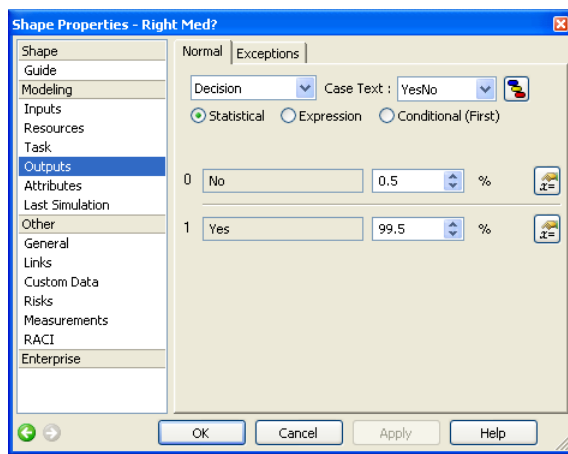 Shape Properties - Right Med?
Shape
Guide
Modeling
Inputs
Resources
Task
Outputs
Attributes
Last Simulation
Other
General
Links
Custom Data
Risks
Measurements
RACI
Enterprise
Normal Exceptions
Decision Case Text : YesNo
Statistical Expression Conditional (First)
0 No 0.5 %
x=
1 Yes 99.5 %
x=
OK Cancel Apply Help